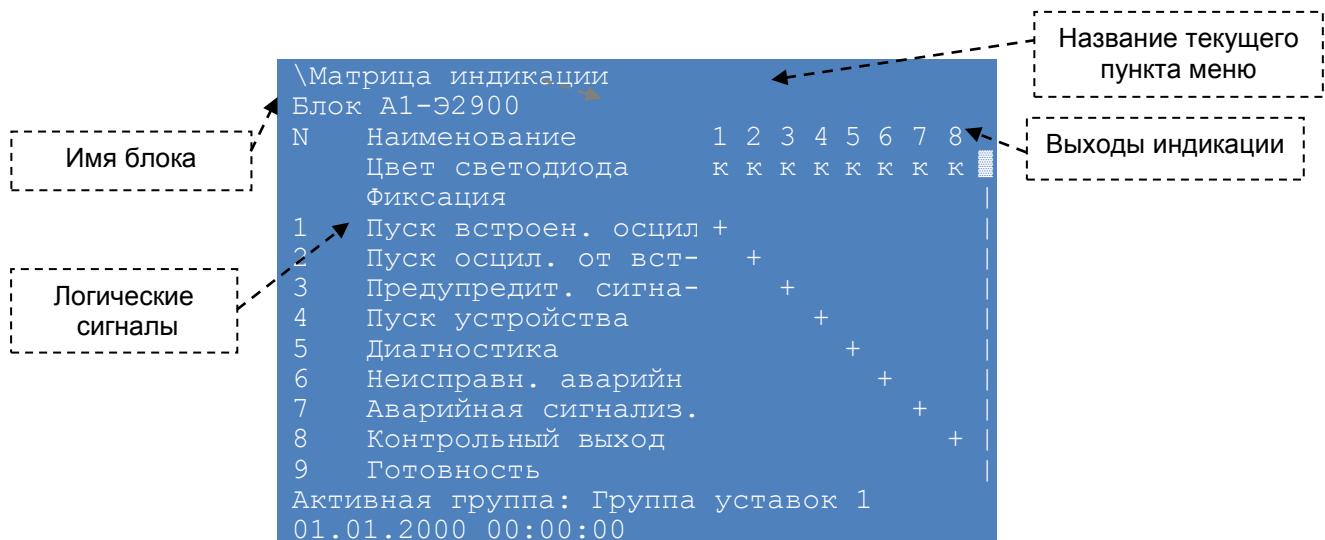 Название текущего
пункта меню
\Матрица индикации
Блок А1-Э2900
N Наименование 1 2 3 4 5 6 7 8
Выходы индикации
Имя блока
Цвет светодиода к к к к к к к к
Фиксация |
1 Пуск встроен. осцил + |
2 Пуск осцил. от вст- + |
Логические
сигналы
3 Предупредит. сигна- + |
4 Пуск устройства + |
5 Диагностика + |
6 Неисправн. аварийн + |
7 Аварийная сигнализ. + |
8 Контрольный выход + |
9 Готовность |
Активная группа: Группа уставок 1
01.01.2000 00:00:00